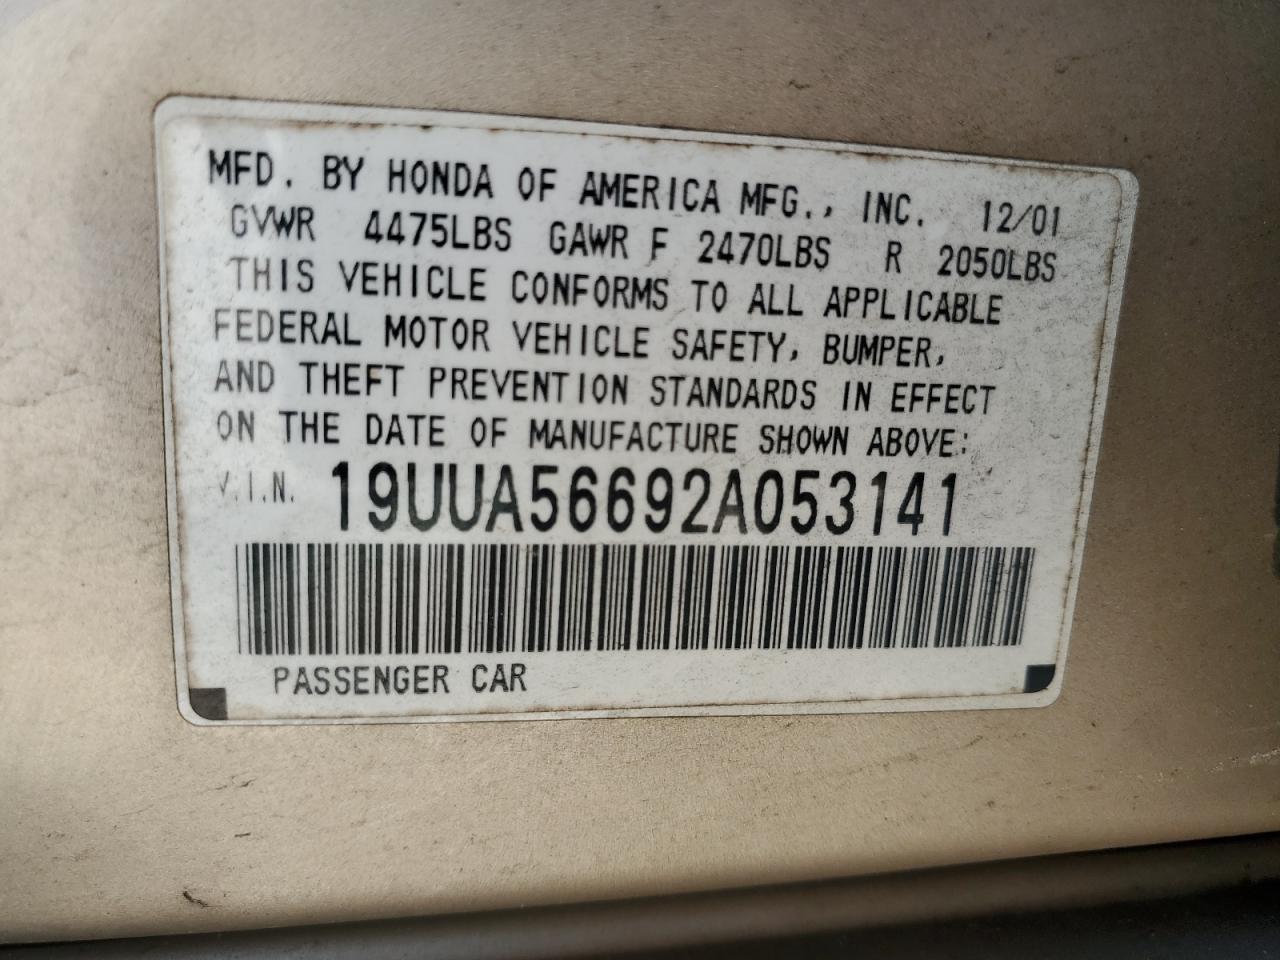 MFD. BY HONDA OF AMERICA MFG., INC. 12/01
GVWR 4475LBS GAWR F 2470LBS R 2050LBS
THIS VEHICLE CONFORMS TO ALL APPLICABLE
FEDERAL MOTOR VEHICLE SAFETY, BUMPER,
AND THEFT PREVENTION STANDARDS IN EFFECT
ON THE DATE OF MANUFACTURE SHOWN ABOVE:
V.I.N. 19UUA56692A053141
PASSENGER CAR